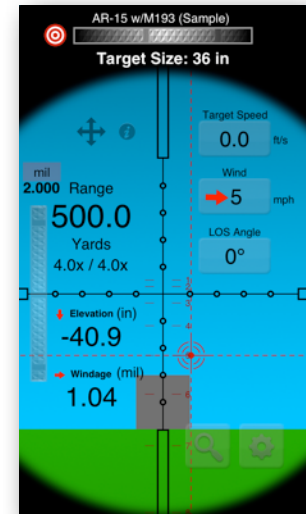 AR-15 w/M193 (Sample)
Target Size: 36 in
Target Speed
0.0 ft/s
mil
2.000 Range
500.0
Yards
4.0x / 4.0x
Wind
5 mph
LOS Angle
0°
Elevation (in)
-40.9
Windage (mil)
1.04